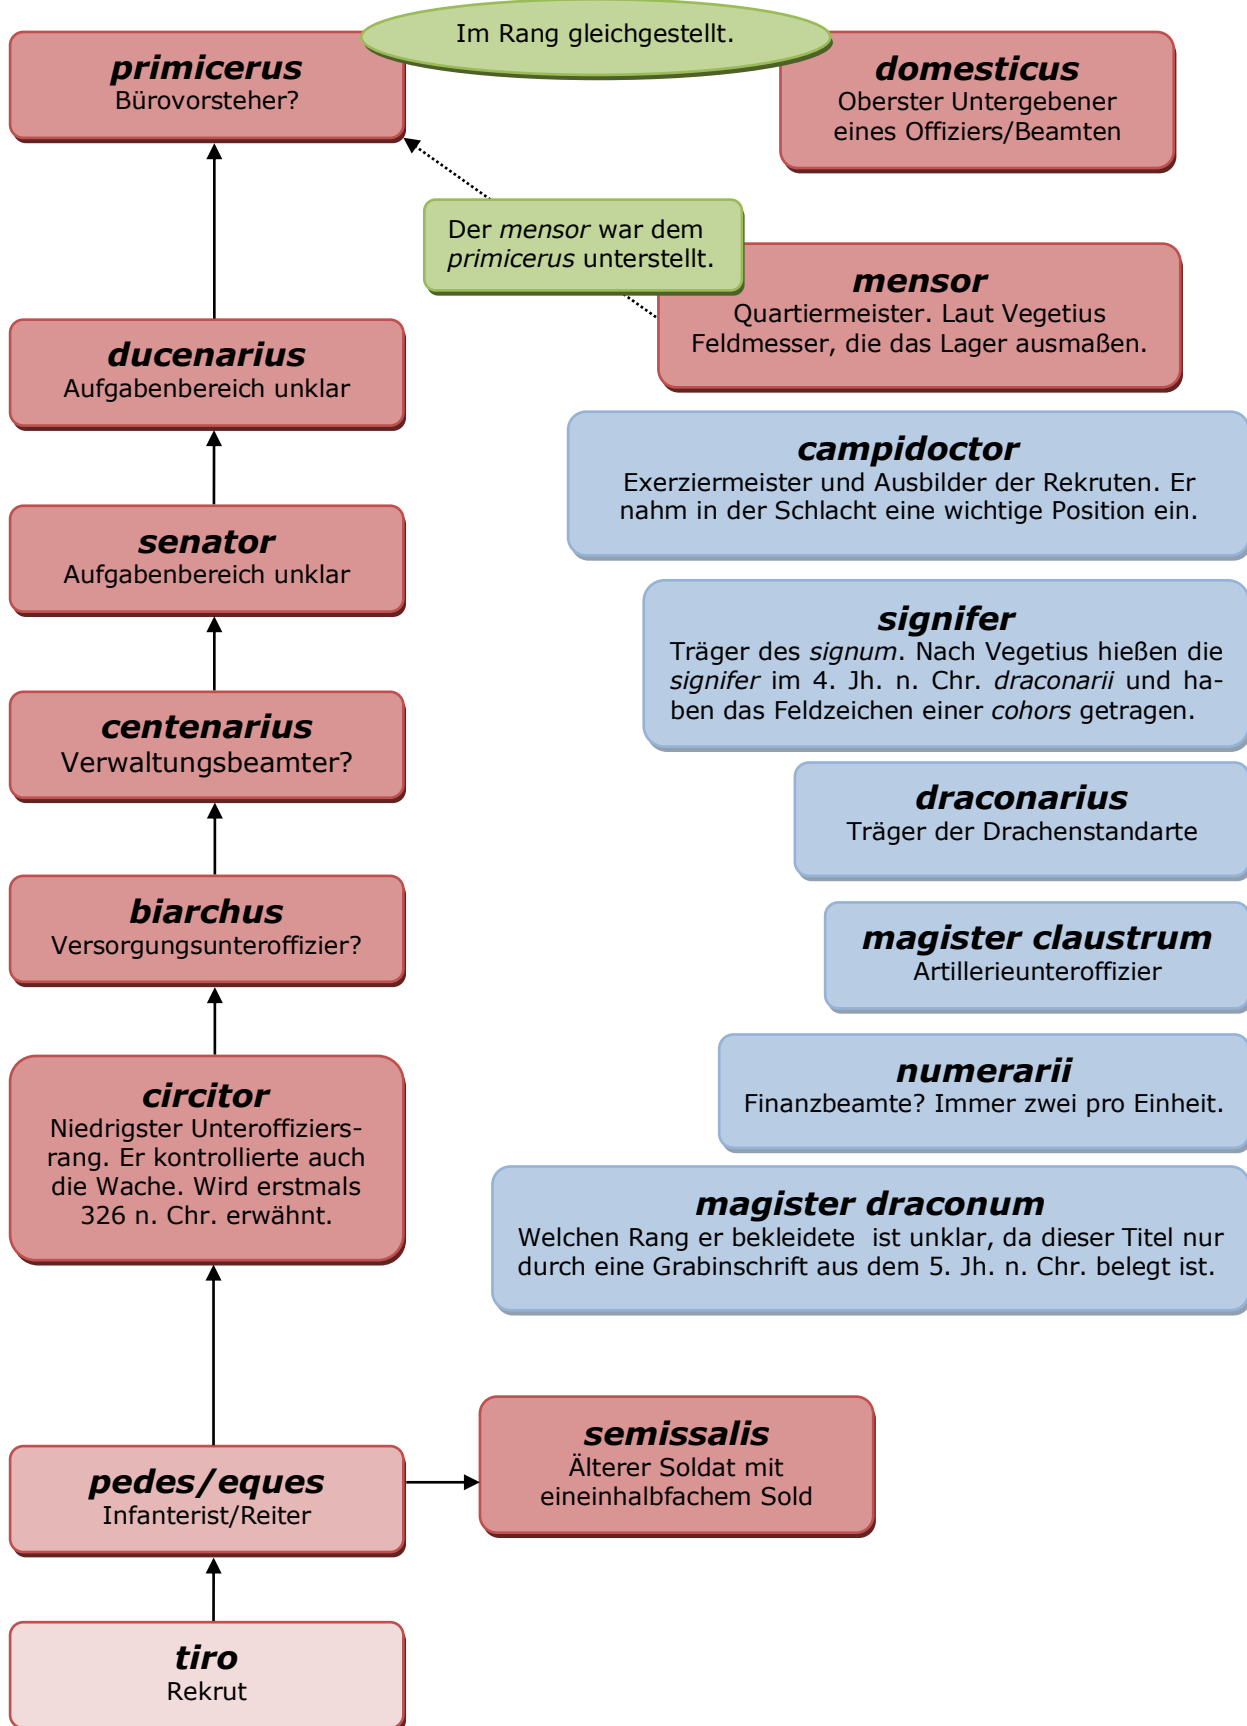 Im Rang gleichgestellt.
primicerus
Bürovorsteher?
domesticus
Oberster Untergebener
eines Offiziers/Beamten
Der mensor war dem
primicerus unterstellt.
mensor
Quartiermeister. Laut Vegetius
Feldmesser, die das Lager ausmaßen.
ducenarius
Aufgabenbereich unklar
campidoctor
Exerziermeister und Ausbilder der Rekruten. Er
nahm in der Schlacht eine wichtige Position ein.
senator
Aufgabenbereich unklar
signifer
Träger des signum. Nach Vegetius hießen die
signifer im 4. Jh. n. Chr. draconarii und ha-
ben das Feldzeichen einer cohors getragen.
centenarius
Verwaltungsbeamter?
draconarius
Träger der Drachenstandarte
biarchus
Versorgungsunteroffizier?
magister claustrum
Artillerieunteroffizier
numerarii
Finanzbeamte? Immer zwei pro Einheit.
circitor
Niedrigster Unteroffiziers-
rang. Er kontrollierte auch
die Wache. Wird erstmals
326 n. Chr. erwähnt.
magister draconum
Welchen Rang er bekleidete  ist unklar, da dieser Titel nur
durch eine Grabinschrift aus dem 5. Jh. n. Chr. belegt ist.
semissalis
Älterer Soldat mit
eineinhalbfachem Sold
pedes/eques
Infanterist/Reiter
tiro
Rekrut